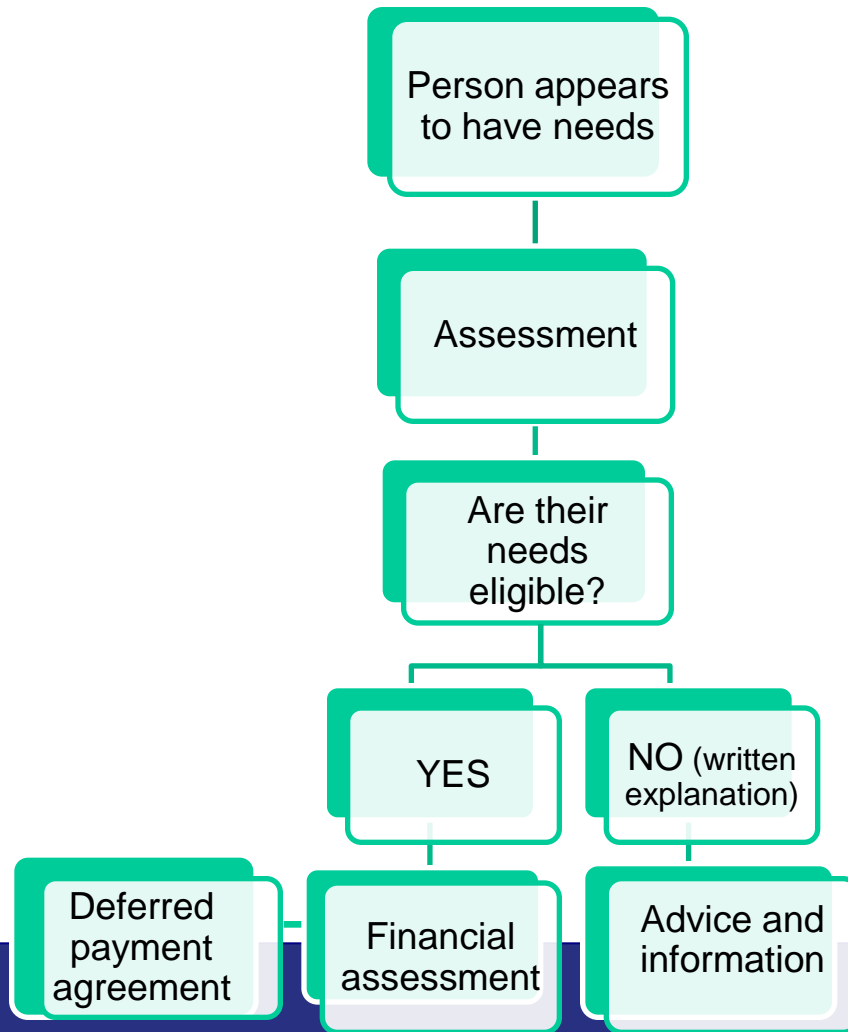 Person appears
to have needs
Assessment
Are their
needs
eligible?
YES
NO (written
explanation)
Deferred
payment
agreement
Financial
assessment
Advice and
information